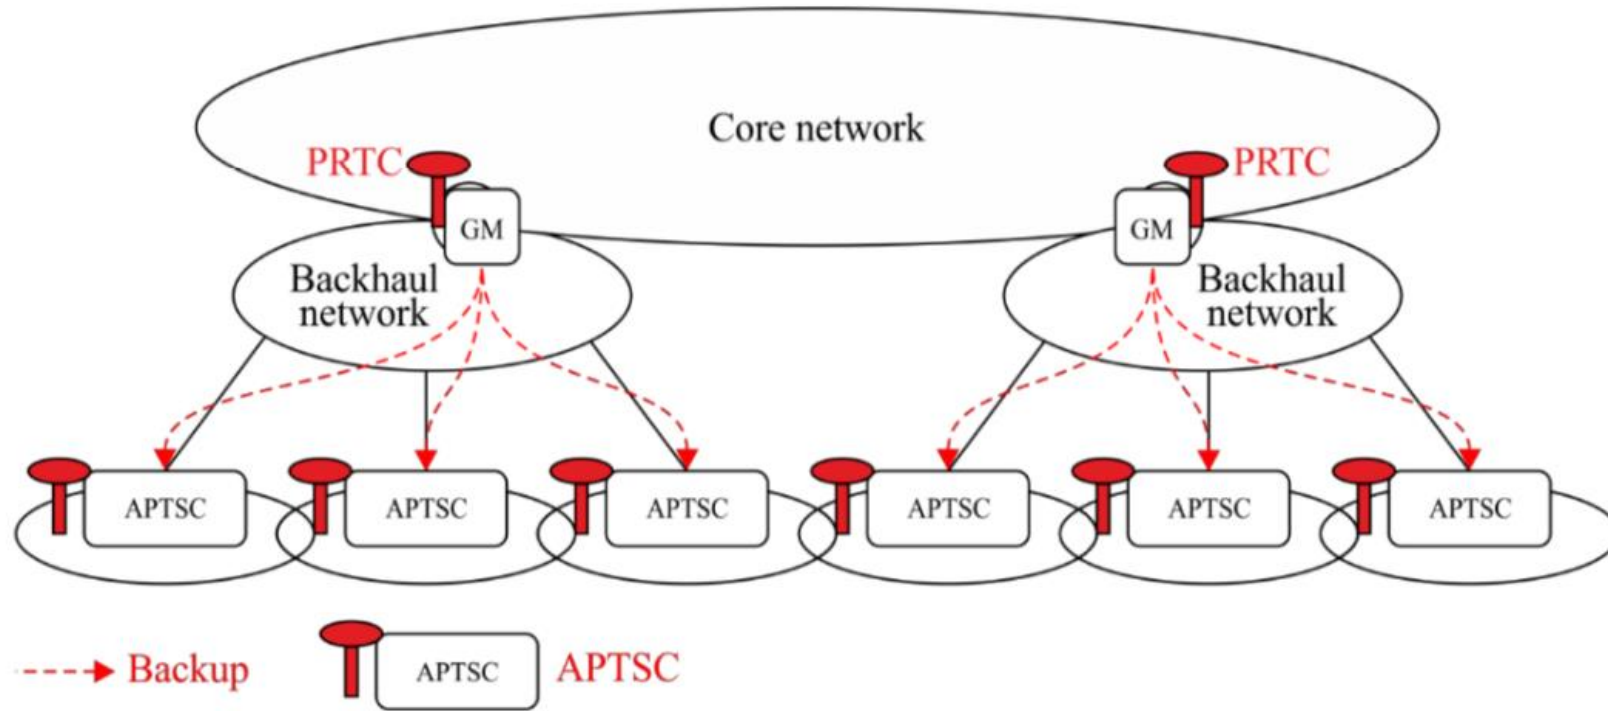 Core network
PRTC
PRTC
GM
GM
Backhaul
network
Backhaul
network
APTSC
APTSC
APTSC
APTSC
APTSC
APTSC
Backup
APTSC
APTSC